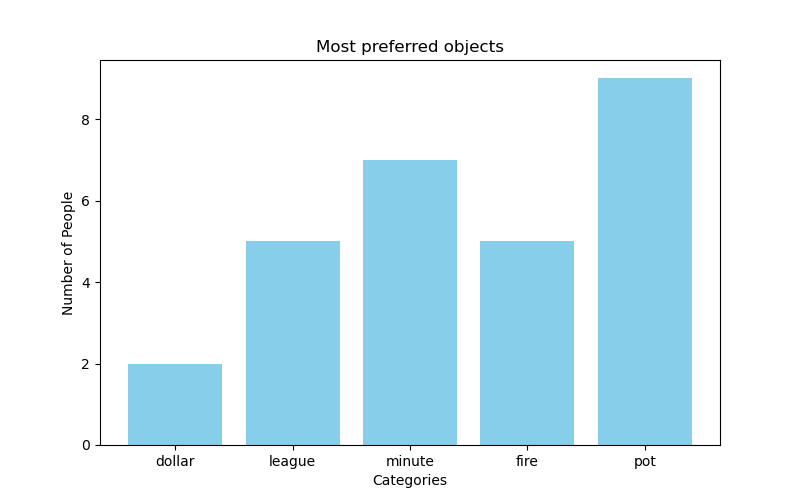 Most preferred objects
Number of People
8
6
4
2
0
dollar league minute fire pot
Categories